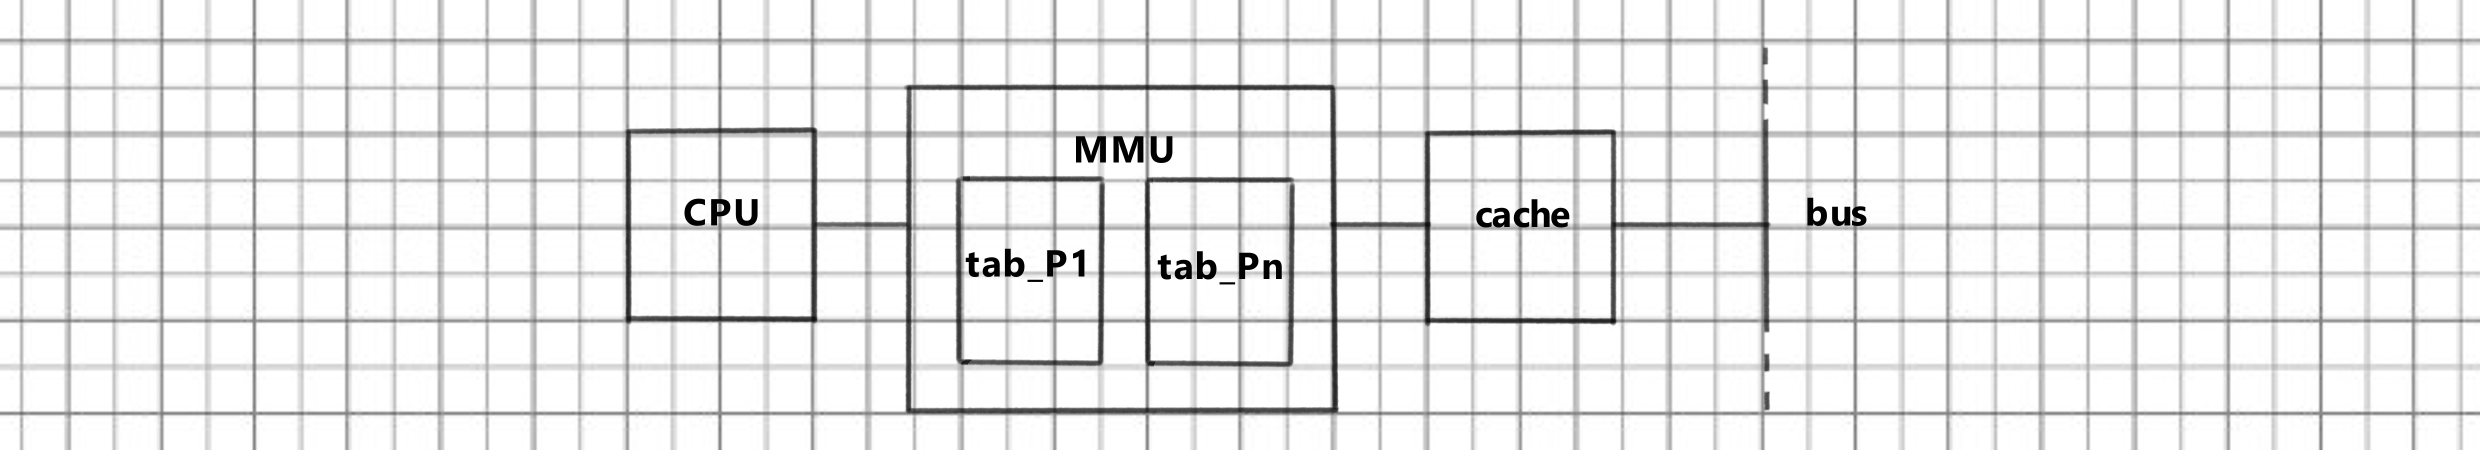 MMU
CPU
tab_P1
tab_Pn
cache
bus